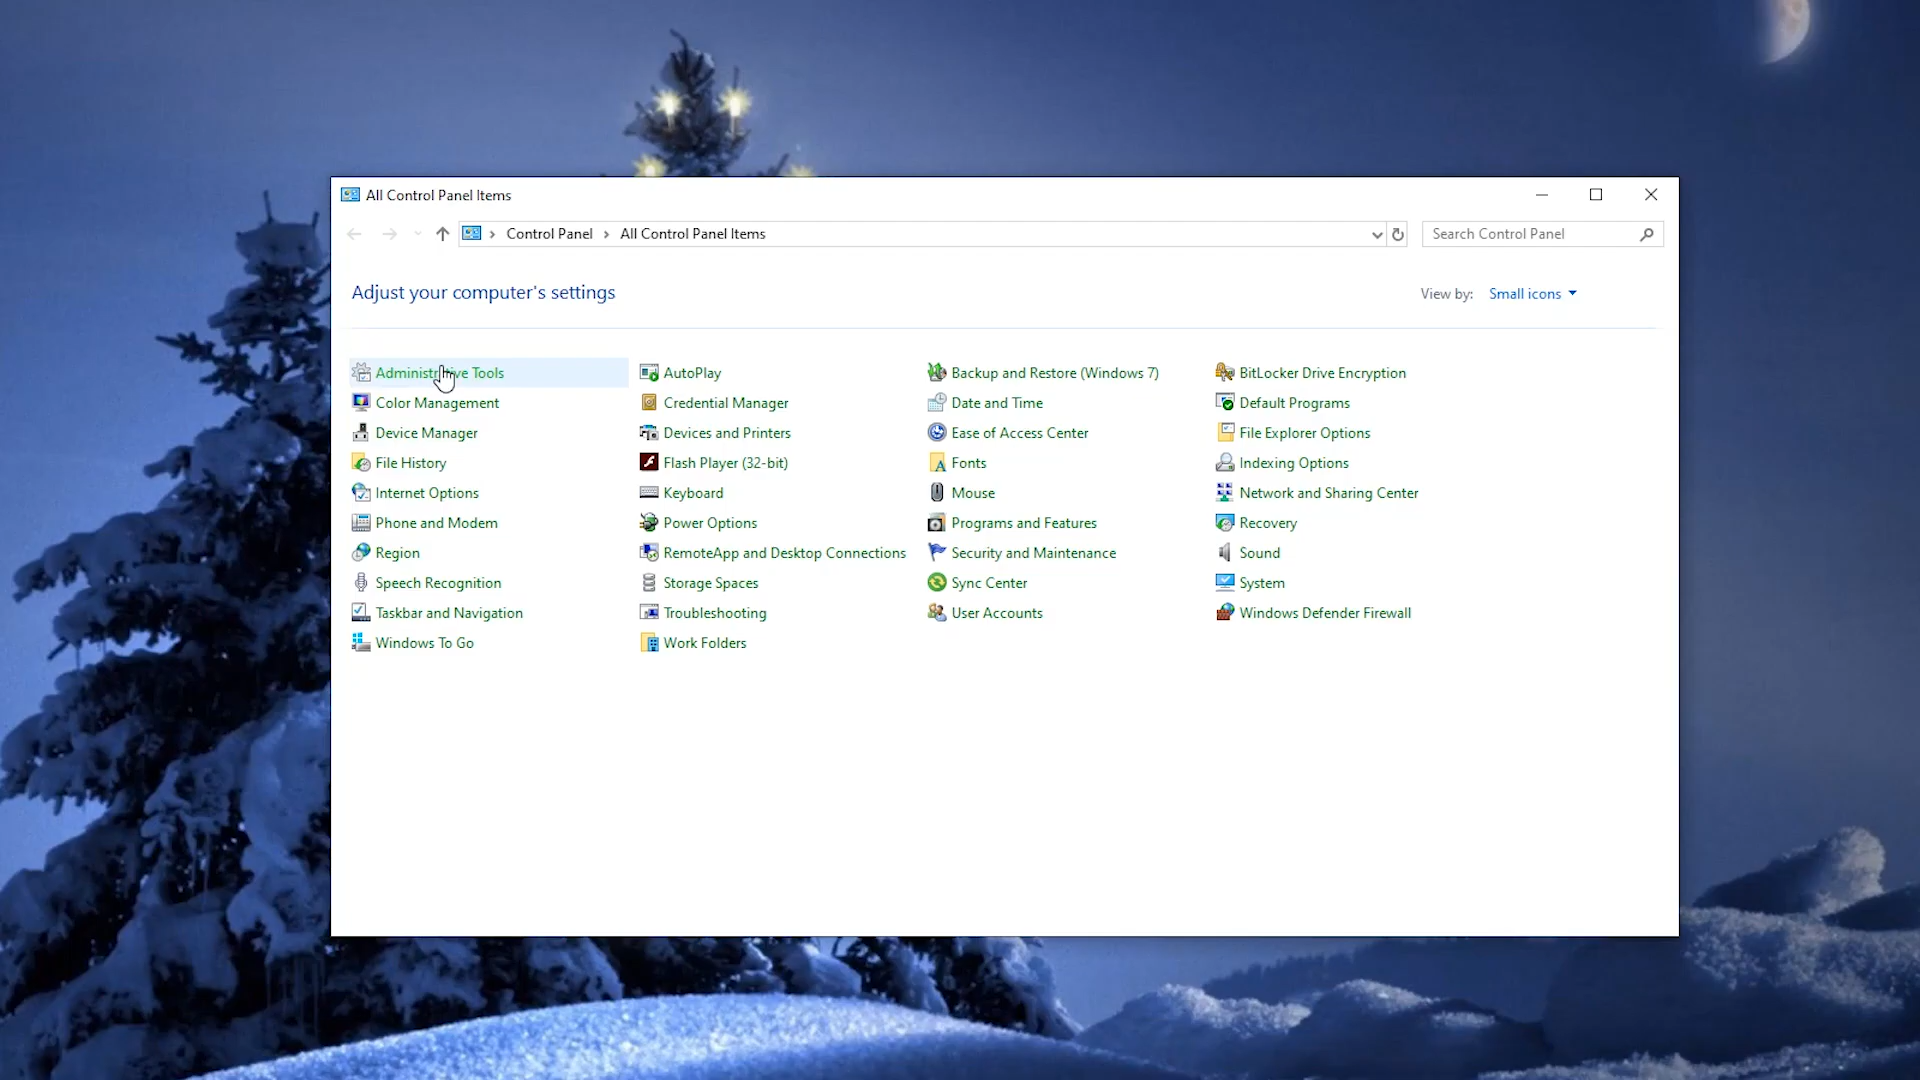 All Control Panel Items
Control Panel All Control Panel Items
Search Control Panel
Adjust your computer's settings
View by: Small icons
Administrative Tools AutoPlay Backup and Restore (Windows 7) BitLocker Drive Encryption
Color Management Credential Manager Date and Time Default Programs
Device Manager Devices and Printers Ease of Access Center File Explorer Options
File History Flash Player (32-bit) Fonts Indexing Options
Internet Options Keyboard Mouse Network and Sharing Center
Phone and Modem Power Options Programs and Features Recovery
Region RemoteApp and Desktop Connections Security and Maintenance Sound
Speech Recognition Storage Spaces Sync Center System
Taskbar and Navigation Troubleshooting User Accounts Windows Defender Firewall
Windows To Go Work Folders